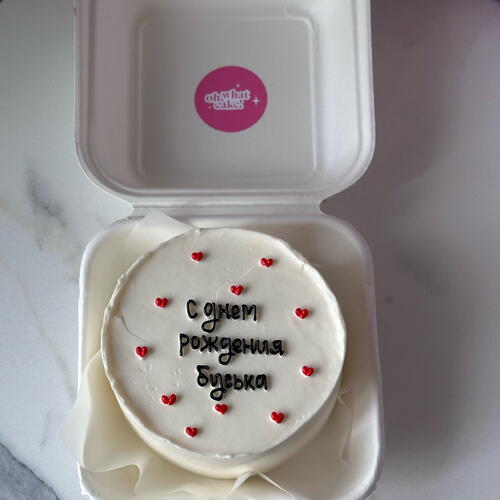 oh what
cake!
С днем
рождения
буська